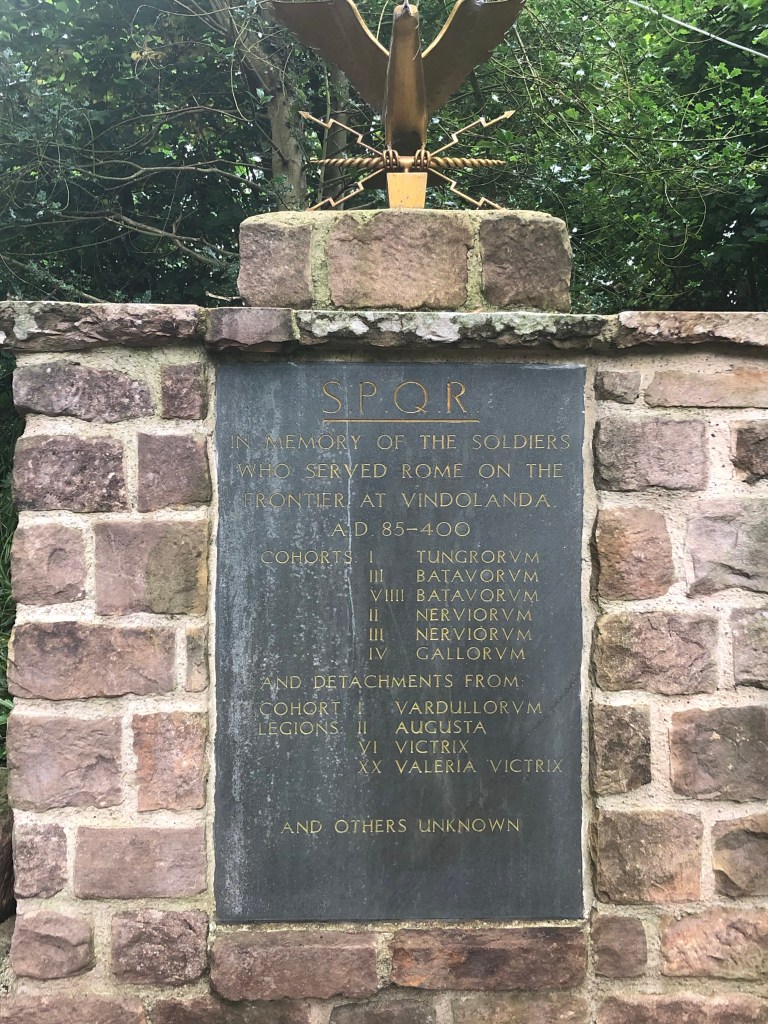 S.P.Q.R.
IN MEMORY OF THE SOLDIERS
WHO SERVED ROME ON THE
FRONTIER AT VINDOLANDA.
A.D. 85–400
COHORTS I TUNGRORVM
III BATAVORVM
VIIII BATAVORVM
II NERVIORVM
III NERVIORVM
IV GALLORVM
AND DETACHMENTS FROM:
COHORT I VARDULLORVM
LEGIONS II AUGUSTA
VI VICTRIX
XX VALERIA VICTRIX
AND OTHERS UNKNOWN